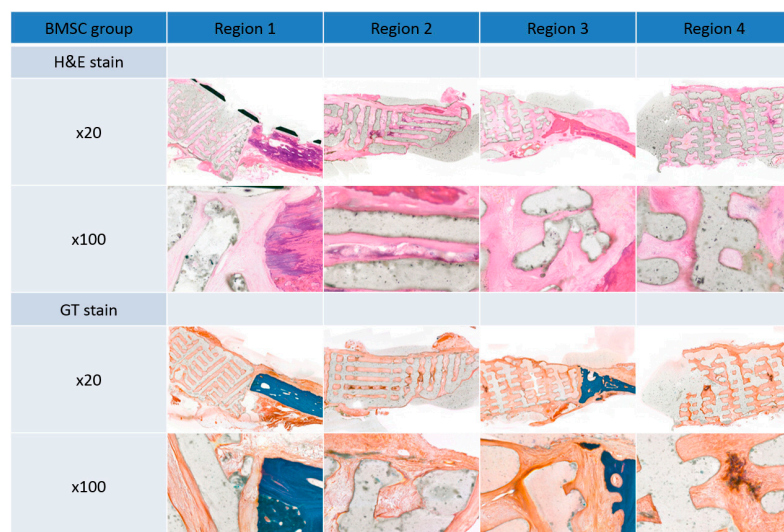 BMSC group Region 1 Region 2 Region 3 Region 4
H&E stain
x20
x100
GT stain
x20
x100